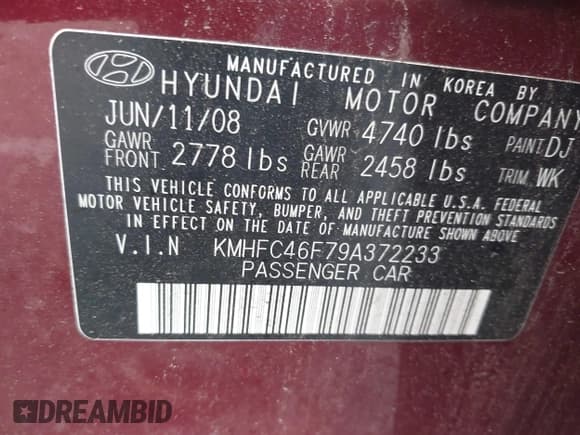 MANUFACTURED IN KOREA BY
HYUNDAI MOTOR COMPANY
JUN/11/08 GVWR 4740 lbs PAINT: DJ
GAWR FRONT 2778 lbs GAWR REAR 2458 lbs TRIM: WK
THIS VEHICLE CONFORMS TO ALL APPLICABLE U.S.A. FEDERAL
MOTOR VEHICLE SAFETY, BUMPER, AND THEFT PREVENTION STANDARDS
IN EFFECT ON THE DATE OF MANUFACTURE SHOWN ABOVE
V.I.N KMHFC46F79A372233
PASSENGER CAR
DREAMBID